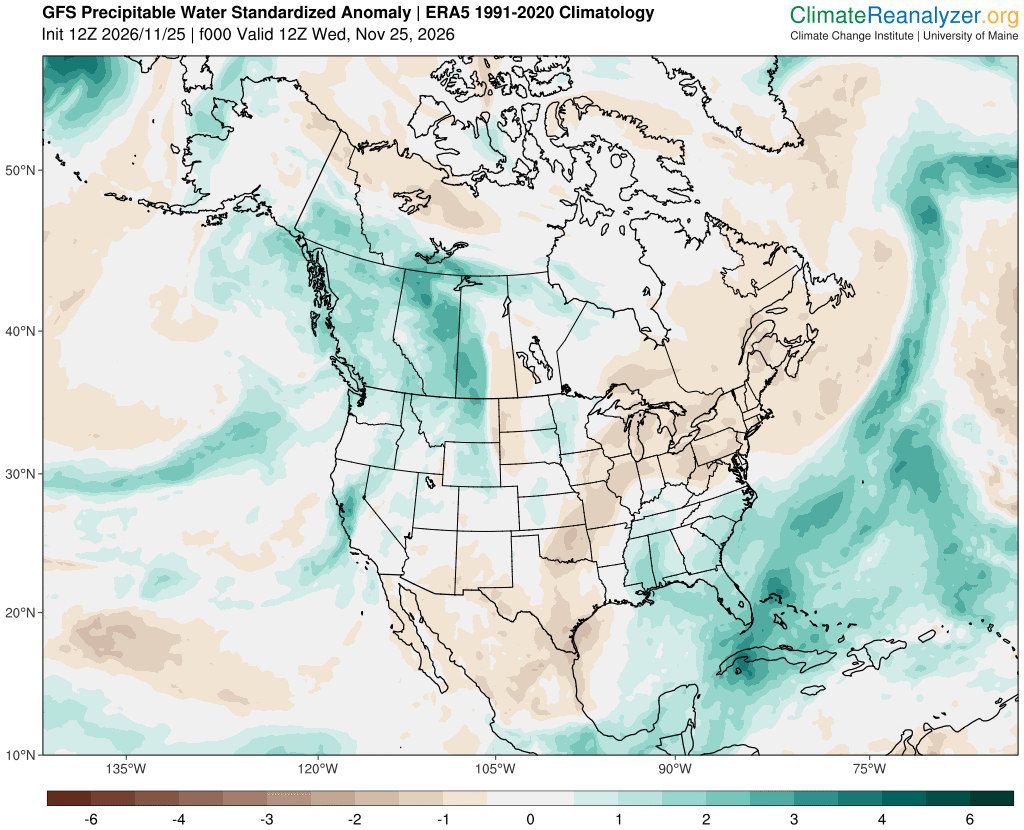 GFS Precipitable Water Standardized Anomaly | ERA5 1991-2020 Climatology
Init 12Z 2026/11/25 | f000 Valid 12Z Wed, Nov 25, 2026
ClimateReanalyzer.org
Climate Change Institute | University of Maine
50°N
40°N
30°N
20°N
10°N
135°W 120°W 105°W 90°W 75°W
-6 -4 -3 -2 -1 0 1 2 3 4 6